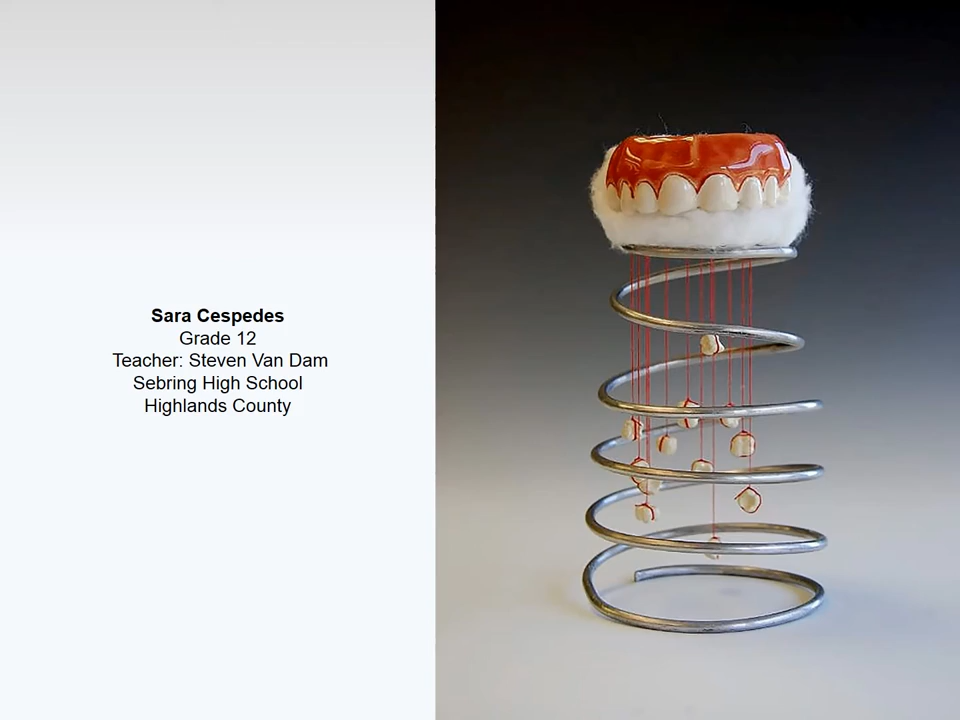 Sara Cespedes
Grade 12
Teacher: Steven Van Dam
Sebring High School
Highlands County